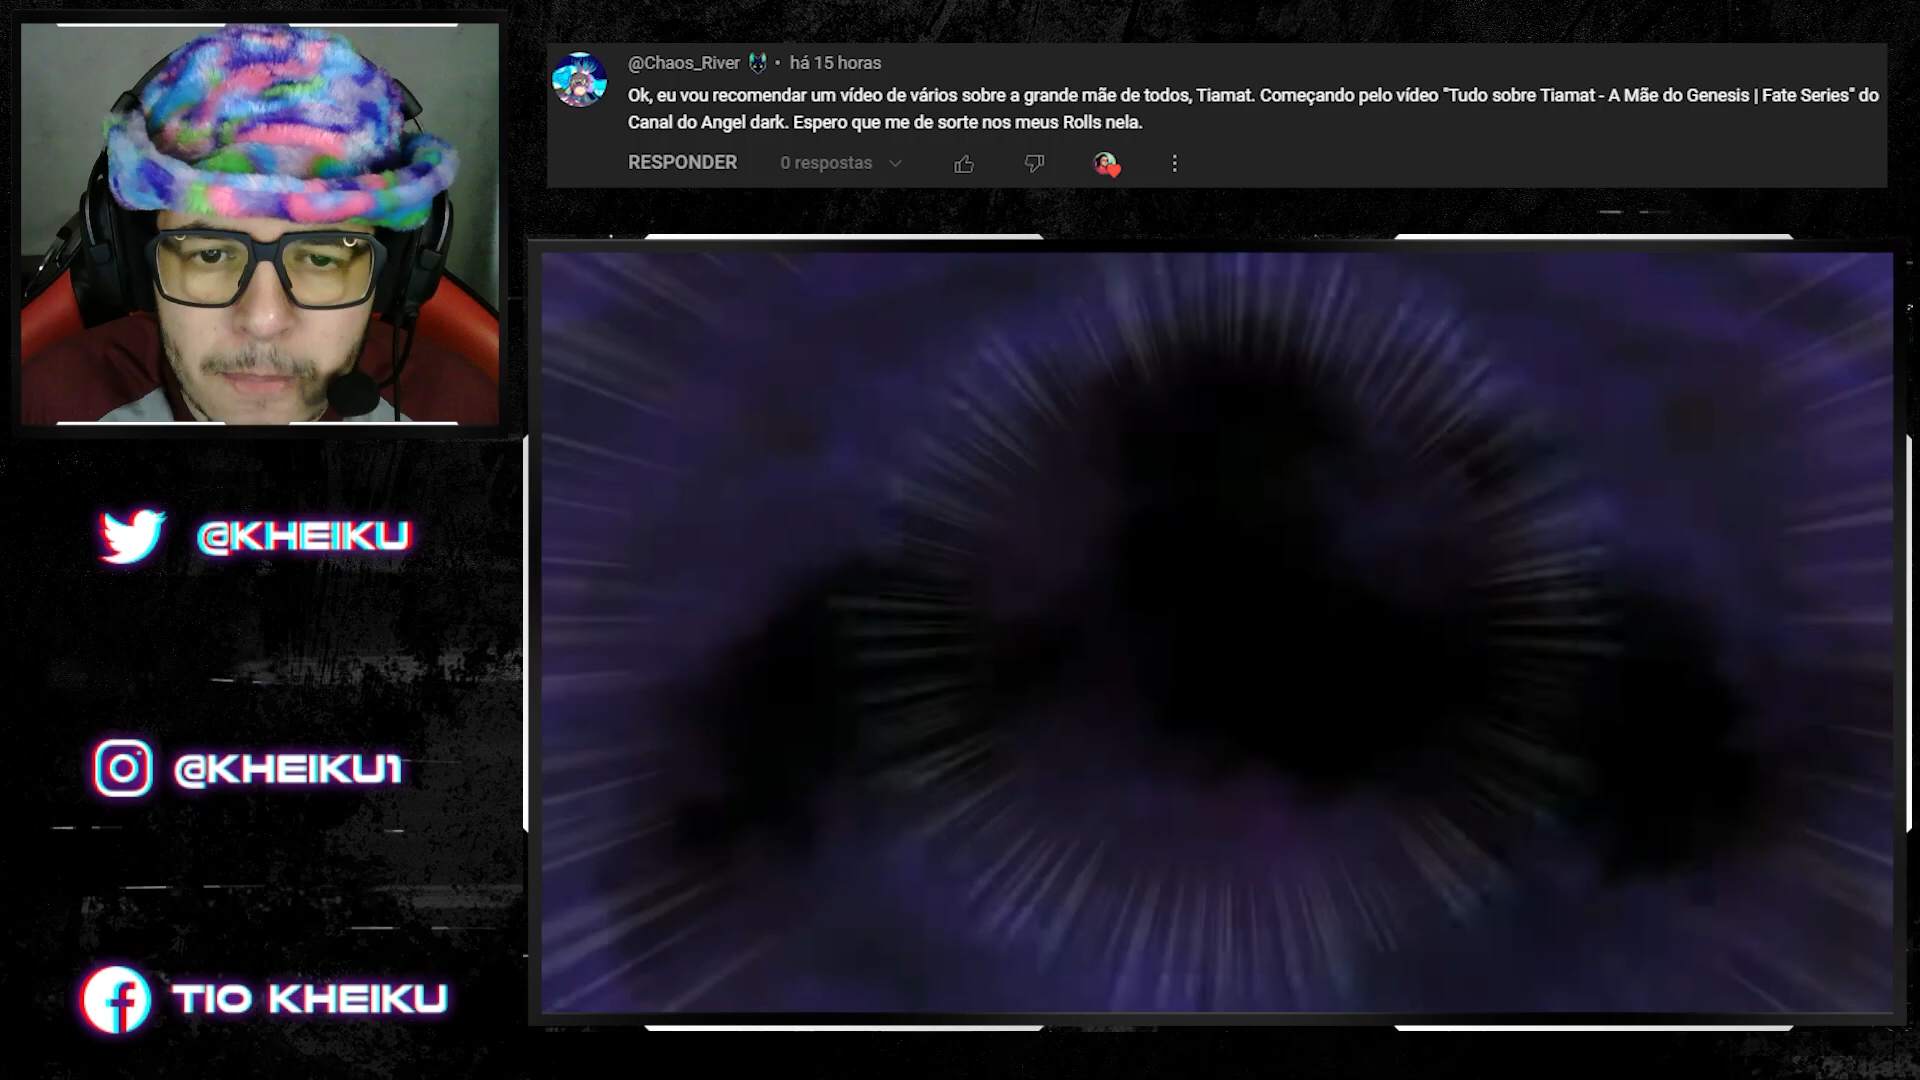 @Chaos_River • há 15 horas
Ok, eu vou recomendar um vídeo de vários sobre a grande mãe de todos, Tiamat. Começando pelo vídeo "Tudo sobre Tiamat - A Mãe do Genesis | Fate Series" do
Canal do Angel dark. Espero que me de sorte nos meus Rolls nela.
RESPONDER 0 respostas
@KHEIKU
@KHEIKU1
TIO KHEIKU